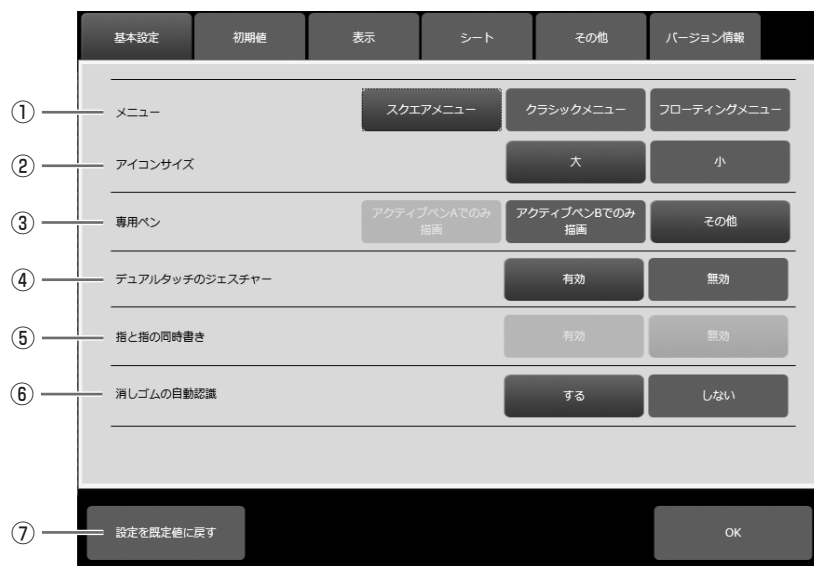 基本設定 初期値 表示 シート その他 バージョン情報
① メニュー スクエアメニュー クラシックメニュー フローティングメニュー
② アイコンサイズ 大 小
③ 専用ペン アクティブペンAでのみ描画 アクティブペンBでのみ描画 その他
④ デュアルタッチのジェスチャー 有効 無効
⑤ 指と指の同時書き 有効 無効
⑥ 消しゴムの自動認識 する しない
⑦ 設定を既定値に戻す OK